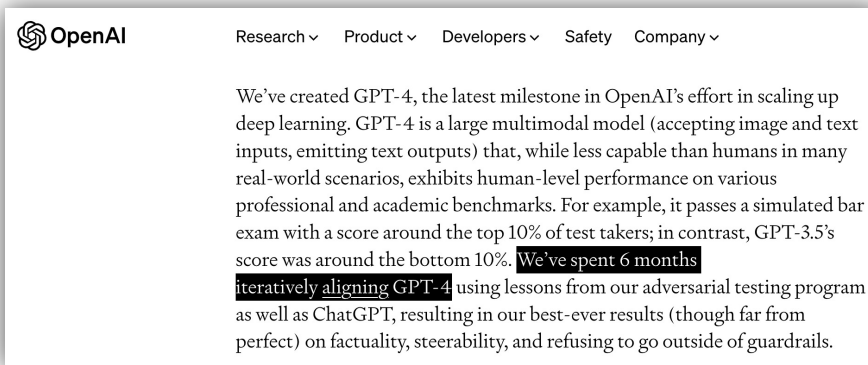 OpenAI
Research Product Developers Safety Company
We’ve created GPT-4, the latest milestone in OpenAI’s effort in scaling up
deep learning. GPT-4 is a large multimodal model (accepting image and text
inputs, emitting text outputs) that, while less capable than humans in many
real-world scenarios, exhibits human-level performance on various
professional and academic benchmarks. For example, it passes a simulated bar
exam with a score around the top 10% of test takers; in contrast, GPT-3.5’s
score was around the bottom 10%. We’ve spent 6 months
iteratively aligning GPT-4 using lessons from our adversarial testing program
as well as ChatGPT, resulting in our best-ever results (though far from
perfect) on factuality, steerability, and refusing to go outside of guardrails.